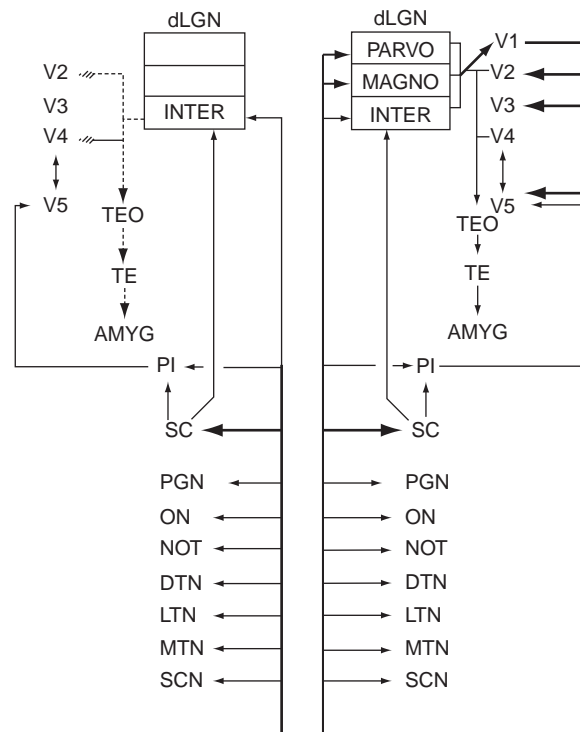 dLGN
V2
V3
INTER
V4
V5
TEO
TE
AMYG
PI
SC
PGN
ON
NOT
DTN
LTN
MTN
SCN
dLGN
PARVO
V1
MAGNO
V2
INTER
V3
V4
V5
TEO
TE
AMYG
PI
SC
PGN
ON
NOT
DTN
LTN
MTN
SCN